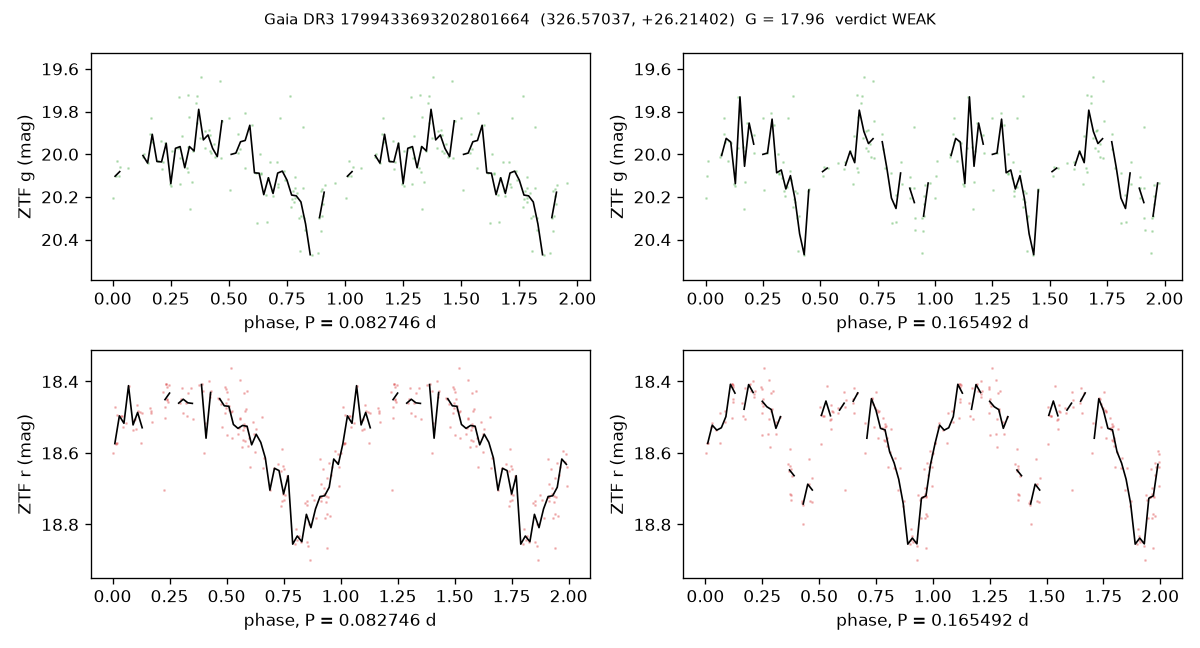 Gaia DR3 1799433693202801664  (326.57037, +26.21402)  G = 17.96  verdict WEAK
ZTF g (mag)
19.6
19.8
20.0
20.2
20.4
0.00 0.25 0.50 0.75 1.00 1.25 1.50 1.75 2.00
phase, P = 0.082746 d
ZTF g (mag)
19.6
19.8
20.0
20.2
20.4
0.00 0.25 0.50 0.75 1.00 1.25 1.50 1.75 2.00
phase, P = 0.165492 d
ZTF r (mag)
18.4
18.6
18.8
0.00 0.25 0.50 0.75 1.00 1.25 1.50 1.75 2.00
phase, P = 0.082746 d
ZTF r (mag)
18.4
18.6
18.8
0.00 0.25 0.50 0.75 1.00 1.25 1.50 1.75 2.00
phase, P = 0.165492 d